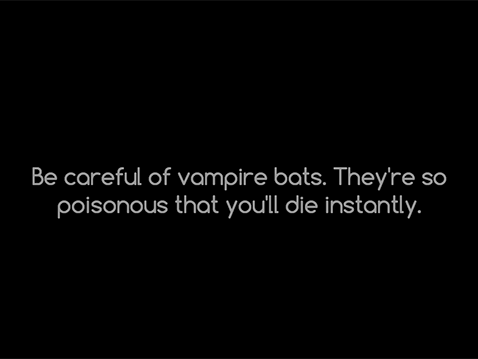 Be careful of vampire bats. They're so
poisonous that you'll die instantly.